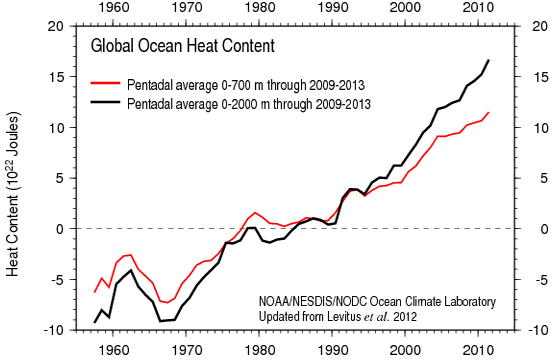 1960 1970 1980 1990 2000 2010
20 20
Global Ocean Heat Content
15 15
Pentadal average 0-700 m through 2009-2013
Pentadal average 0-2000 m through 2009-2013
10 10
Heat Content (10²² Joules)
5 5
0 0
-5 -5
NOAA/NESDIS/NODC Ocean Climate Laboratory
Updated from Levitus et al. 2012
-10 -10
1960 1970 1980 1990 2000 2010